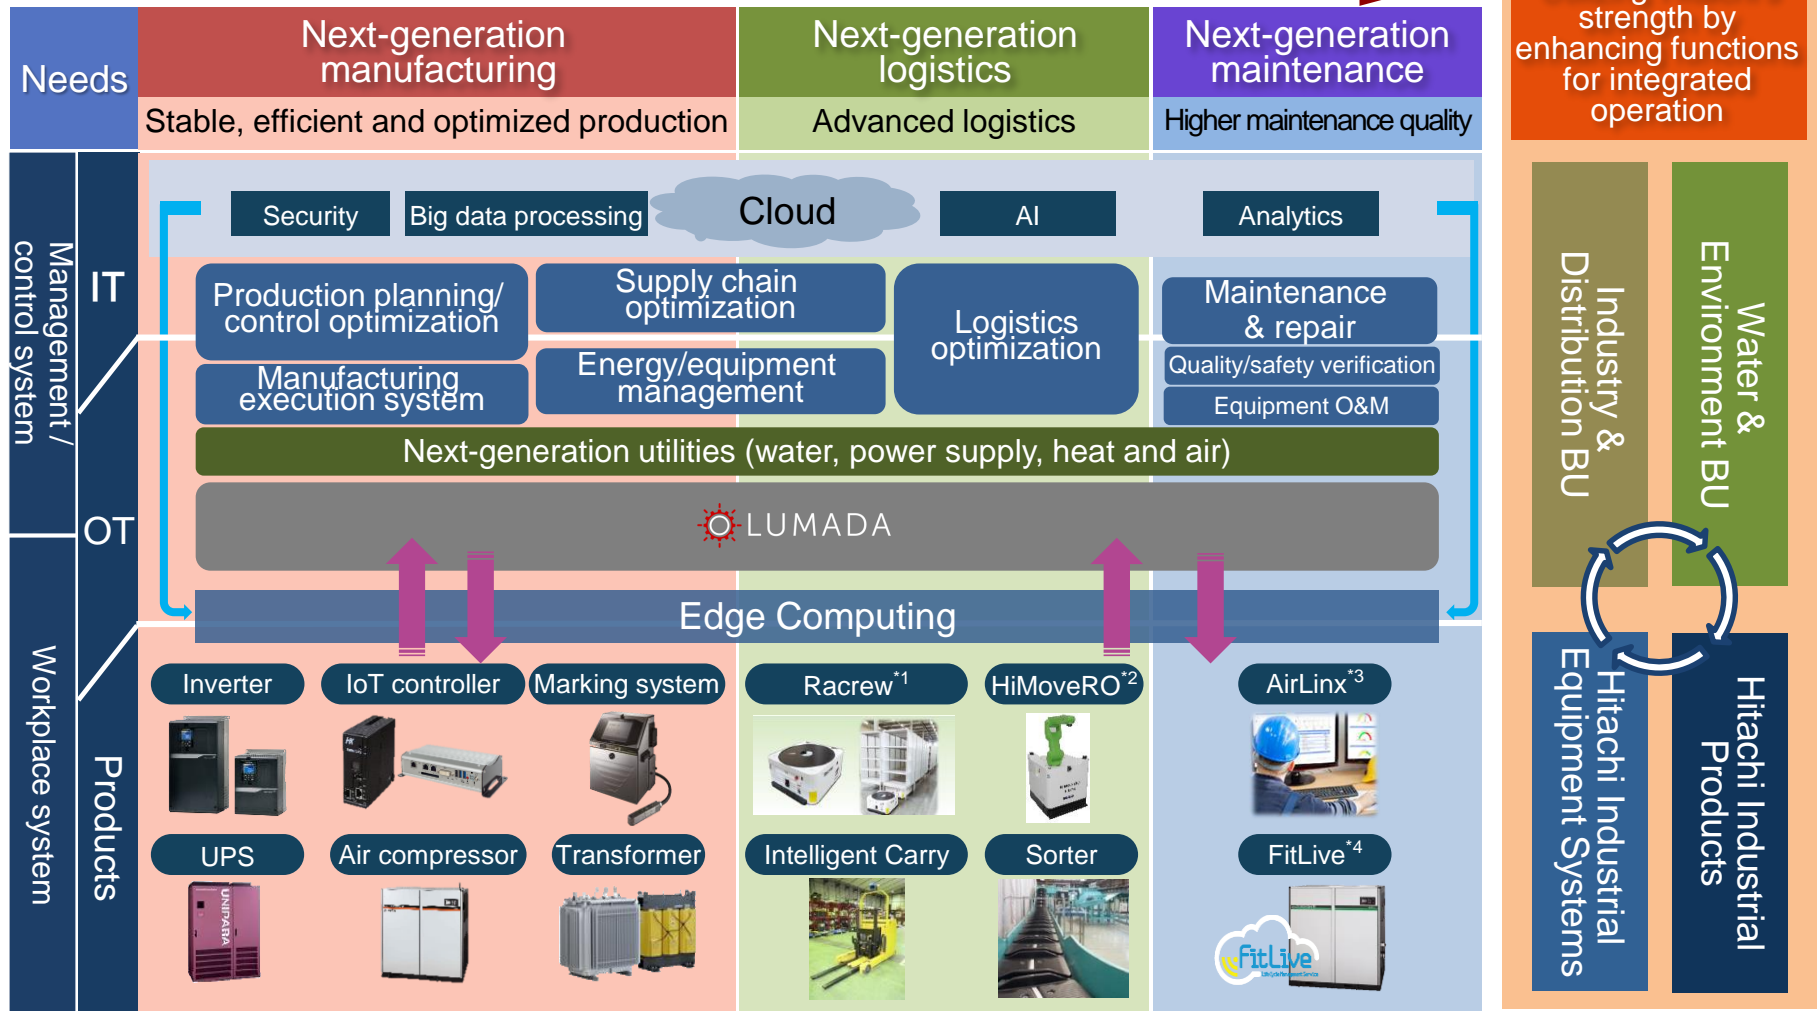 Needs
Next-generation
manufacturing
Stable, efficient and optimized production
Next-generation
logistics
Advanced logistics
Next-generation
maintenance
Higher maintenance quality
strength by
enhancing functions
for integrated
operation
Management /
control system
Workplace system
IT
OT
Products
Security
Big data processing
Cloud
AI
Analytics
Production planning/
control optimization
Supply chain
optimization
Logistics
optimization
Maintenance
& repair
Manufacturing
execution system
Energy/equipment
management
Quality/safety verification
Equipment O&M
Next-generation utilities (water, power supply, heat and air)
LUMADA
Edge Computing
Inverter
IoT controller
Marking system
Racrew*1
HiMoveRO*2
AirLinx*3
UPS
Air compressor
Transformer
Intelligent Carry
Sorter
FitLive*4
UNIPARA
FitLive
Industry &
Distribution BU
Water &
Environment BU
Hitachi Industrial
Equipment Systems
Hitachi Industrial
Products